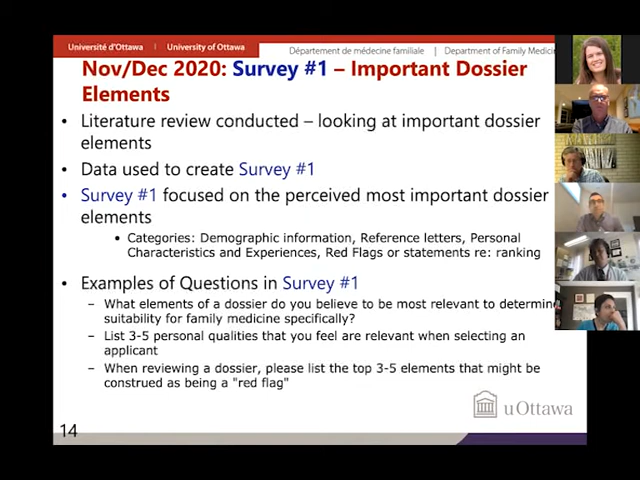 Université d'Ottawa | University of Ottawa
Département de médecine familiale | Department of Family Medicine
Nov/Dec 2020: Survey #1 – Important Dossier
Elements
• Literature review conducted – looking at important dossier
elements
• Data used to create Survey #1
• Survey #1 focused on the perceived most important dossier
elements
• Categories: Demographic information, Reference letters, Personal
Characteristics and Experiences, Red Flags or statements re: ranking
• Examples of Questions in Survey #1
– What elements of a dossier do you believe to be most relevant to determin
suitability for family medicine specifically?
– List 3-5 personal qualities that you feel are relevant when selecting an
applicant
– When reviewing a dossier, please list the top 3-5 elements that might be
construed as being a "red flag"
uOttawa
14